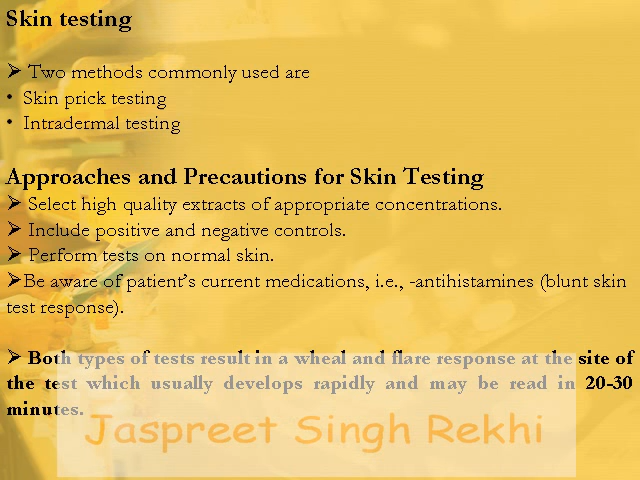 Skin testing
➢ Two methods commonly used are
• Skin prick testing
• Intradermal testing
Approaches and Precautions for Skin Testing
➢ Select high quality extracts of appropriate concentrations.
➢ Include positive and negative controls.
➢ Perform tests on normal skin.
➢Be aware of patient's current medications, i.e., -antihistamines (blunt skin
test response).
➢ Both types of tests result in a wheal and flare response at the site of
the test which usually develops rapidly and may be read in 20-30
minutes.
Jaspreet Singh Rekhi